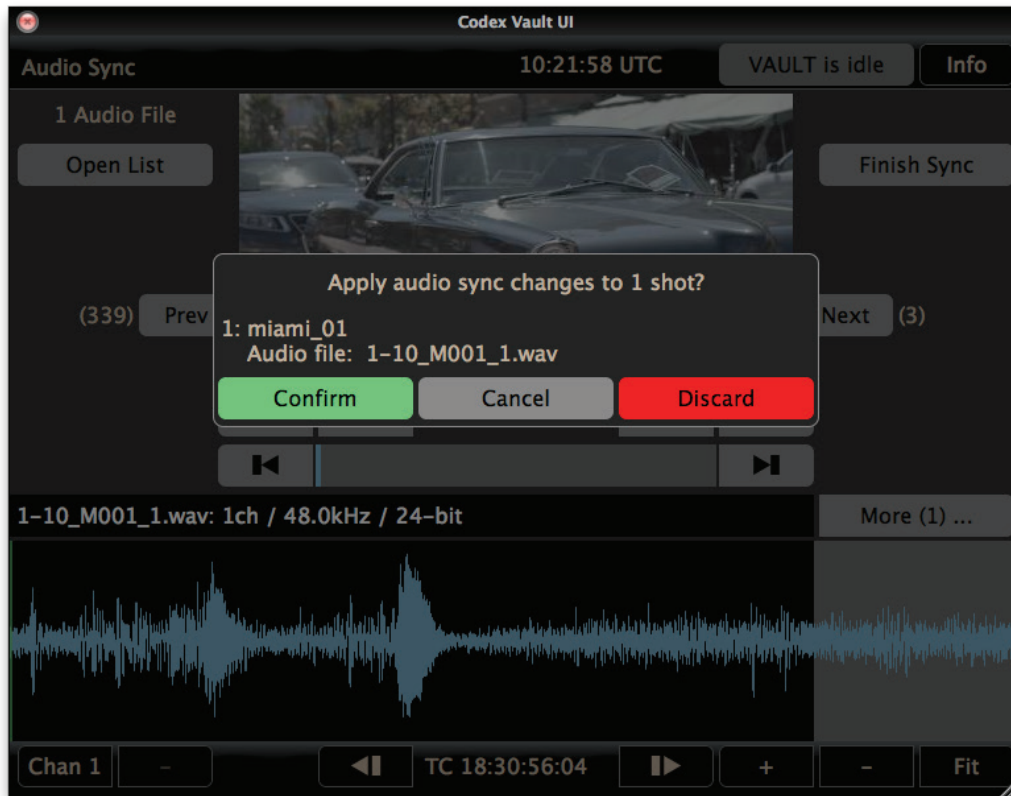 Codex Vault UI
Audio Sync 10:21:58 UTC VAULT is idle Info
1 Audio File
Open List Finish Sync
Apply audio sync changes to 1 shot?
(339) Prev Next (3)
1: miami_01
Audio file: 1-10_M001_1.wav
Confirm Cancel Discard
1-10_M001_1.wav: 1ch / 48.0kHz / 24-bit More (1) ...
Chan 1 - TC 18:30:56:04 + - Fit